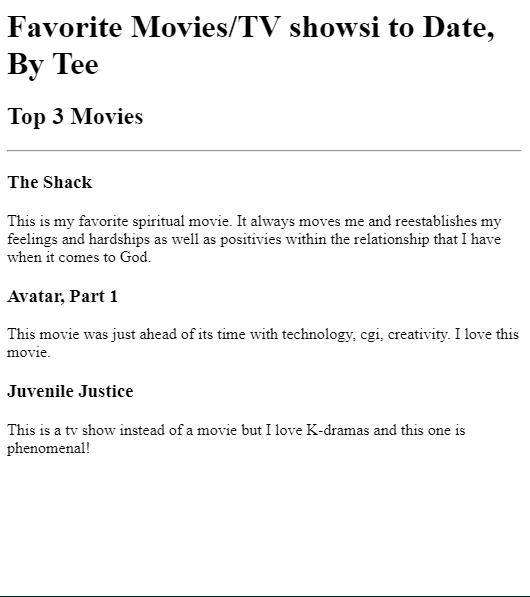 Favorite Movies/TV showsi to Date,
By Tee
Top 3 Movies
The Shack
This is my favorite spiritual movie. It always moves me and reestablishes my
feelings and hardships as well as positivies within the relationship that I have
when it comes to God.
Avatar, Part 1
This movie was just ahead of its time with technology, cgi, creativity. I love this
movie.
Juvenile Justice
This is a tv show instead of a movie but I love K-dramas and this one is
phenomenal!